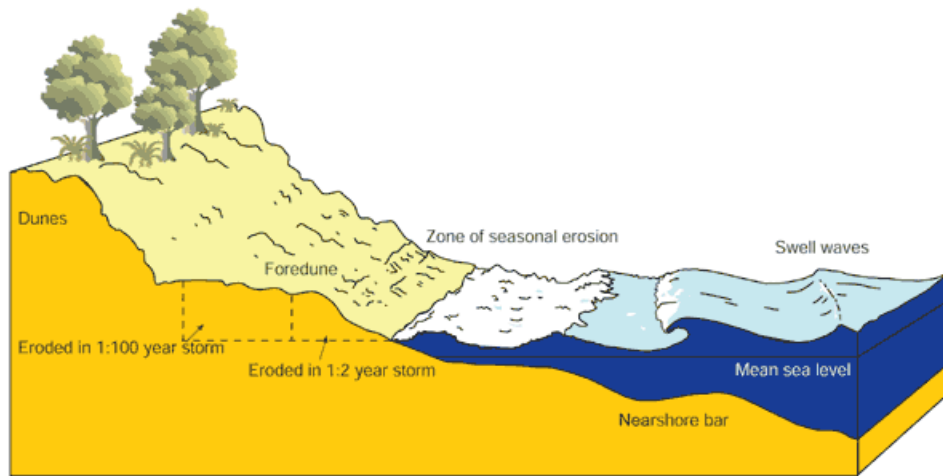 Dunes
Zone of seasonal erosion
Swell waves
Foredune
Eroded in 1:100 year storm
Eroded in 1:2 year storm
Mean sea level
Nearshore bar